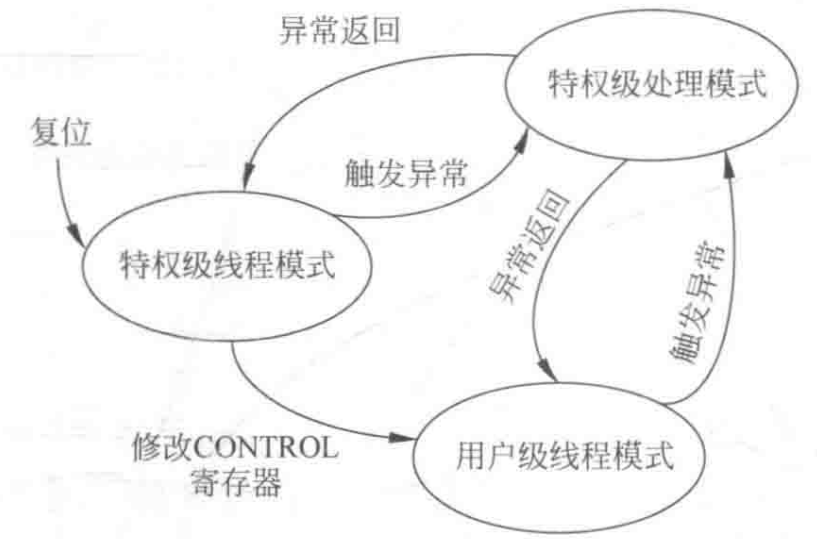 异常返回
特权级处理模式
复位
触发异常
特权级线程模式
异常返回
触发异常
修改CONTROL
寄存器
用户级线程模式